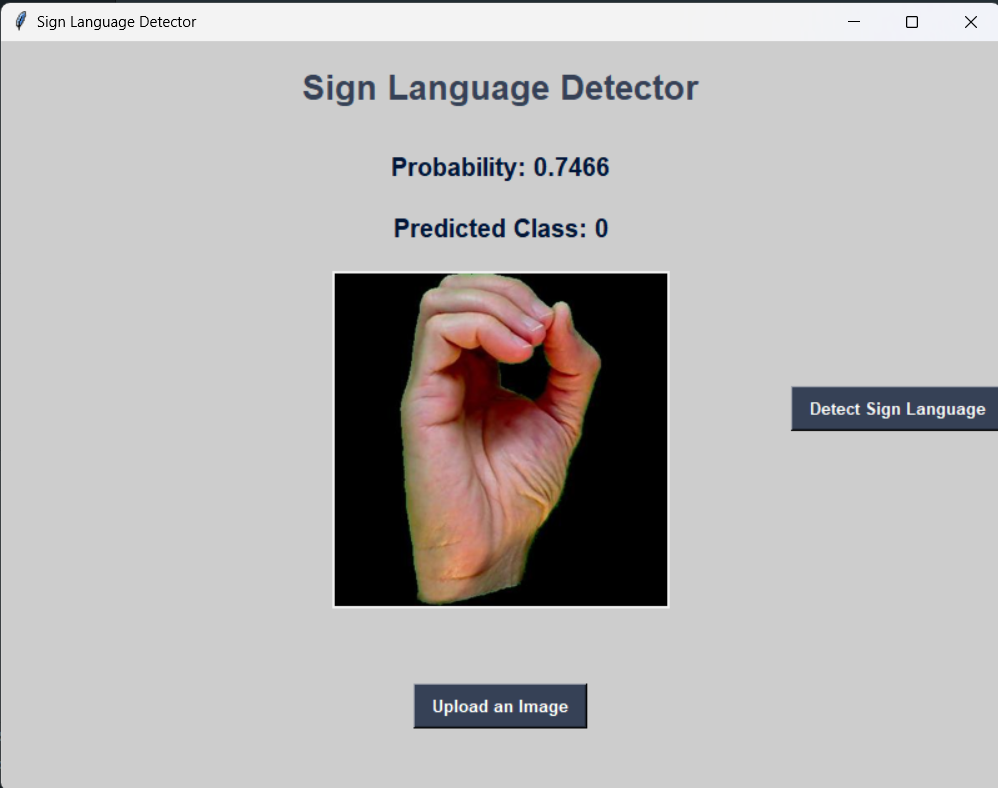 Sign Language Detector
Sign Language Detector
Probability: 0.7466
Predicted Class: 0
Detect Sign Language
Upload an Image